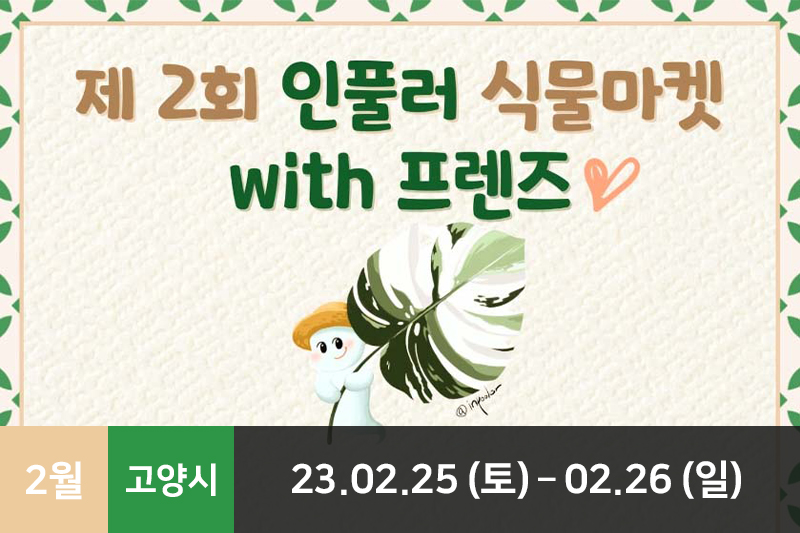 제 2회 인풀러 식물마켓
with 프렌즈
@inpooler
2월
고양시
23.02.25 (토) – 02.26 (일)